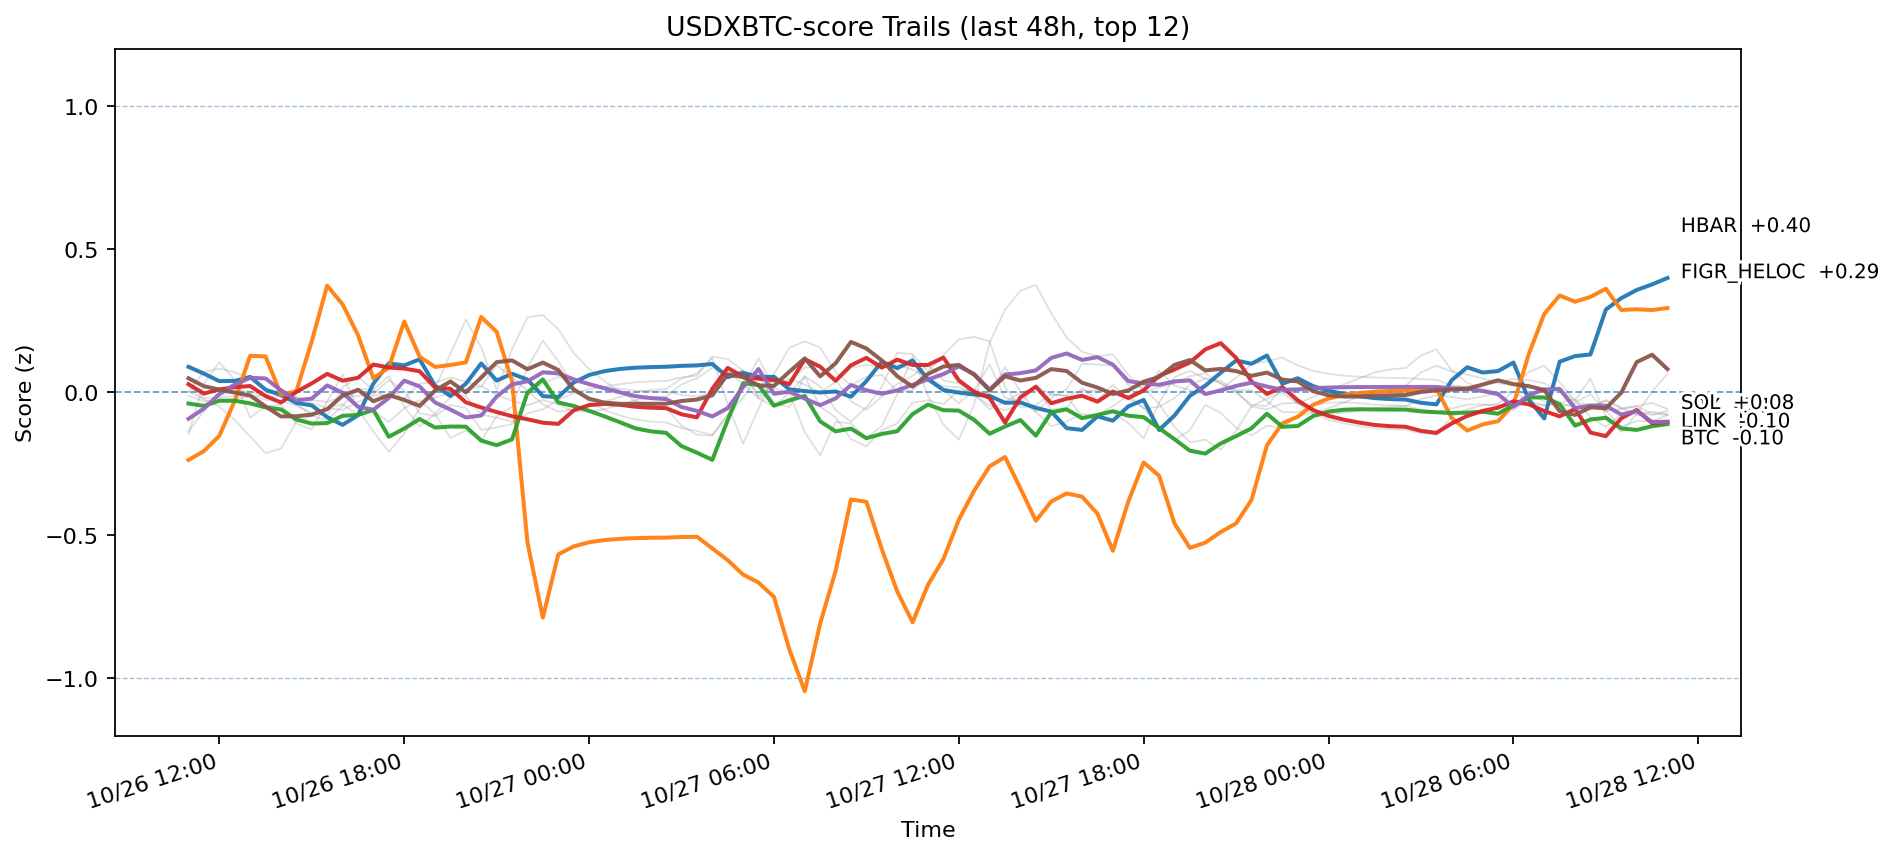 USDXBTC-score Trails (last 48h, top 12)
Score (z)
1.0
0.5
0.0
−0.5
−1.0
HBAR +0.40
FIGR_HELOC +0.29
SOL +0.08
LINK -0.10
BTC -0.10
10/26 12:00
10/26 18:00
10/27 00:00
10/27 06:00
10/27 12:00
10/27 18:00
10/28 00:00
10/28 06:00
10/28 12:00
Time